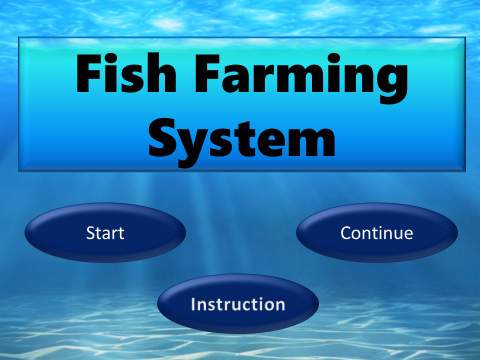 Fish Farming
System
Start
Continue
Instruction